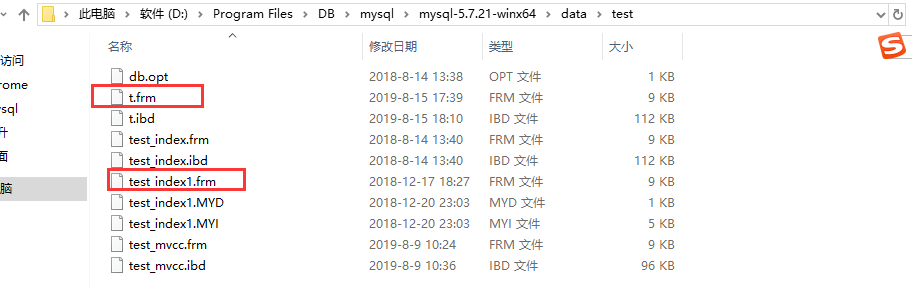 此电脑 > 软件 (D:) > Program Files > DB > mysql > mysql-5.7.21-winx64 > data > test
名称 修改日期 类型 大小
访问
db.opt 2018-8-14 13:38 OPT 文件 1 KB
rome
t.frm 2019-8-15 17:39 FRM 文件 9 KB
sql
t.ibd 2019-8-15 18:10 IBD 文件 112 KB
升
test_index.frm 2018-8-14 13:40 FRM 文件 9 KB
面
test_index.ibd 2018-8-14 13:40 IBD 文件 112 KB
脑
test_index1.frm 2018-12-17 18:27 FRM 文件 9 KB
test_index1.MYD 2018-12-20 23:03 MYD 文件 1 KB
test_index1.MYI 2018-12-20 23:03 MYI 文件 5 KB
test_mvcc.frm 2019-8-9 10:24 FRM 文件 9 KB
test_mvcc.ibd 2019-8-9 10:36 IBD 文件 96 KB